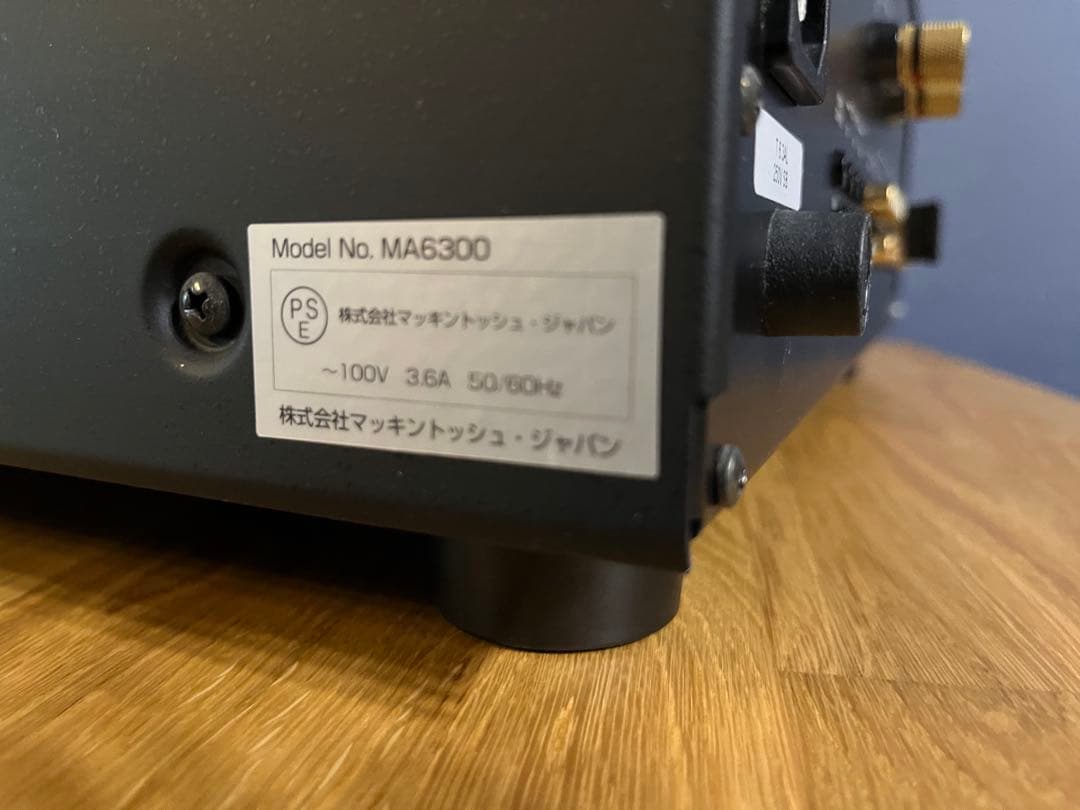 Model No. MA6300
PS
E
株式会社マッキントッシュ・ジャパン
~100V 3.6A 50/60Hz
株式会社マッキントッシュ・ジャパン